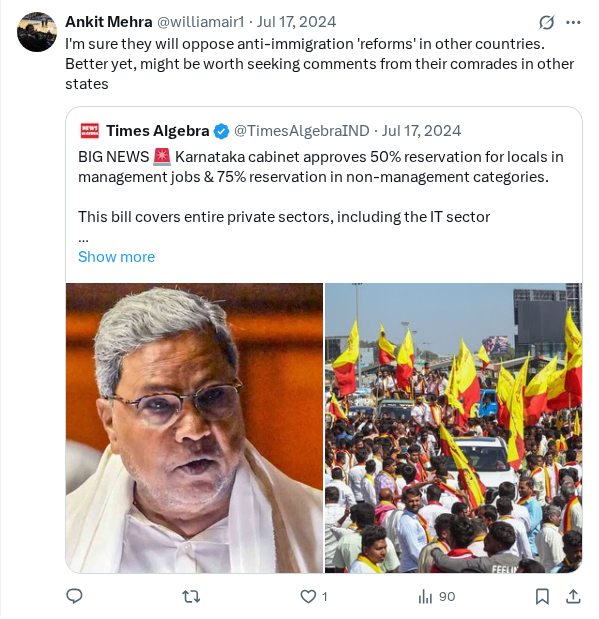 Ankit Mehra @williamair1 · Jul 17, 2024
I'm sure they will oppose anti-immigration 'reforms' in other countries.
Better yet, might be worth seeking comments from their comrades in other
states
Times Algebra @TimesAlgebraIND · Jul 17, 2024
BIG NEWS 🚨 Karnataka cabinet approves 50% reservation for locals in
management jobs & 75% reservation in non-management categories.
This bill covers entire private sectors, including the IT sector
...
Show more
FEELIN
1
90